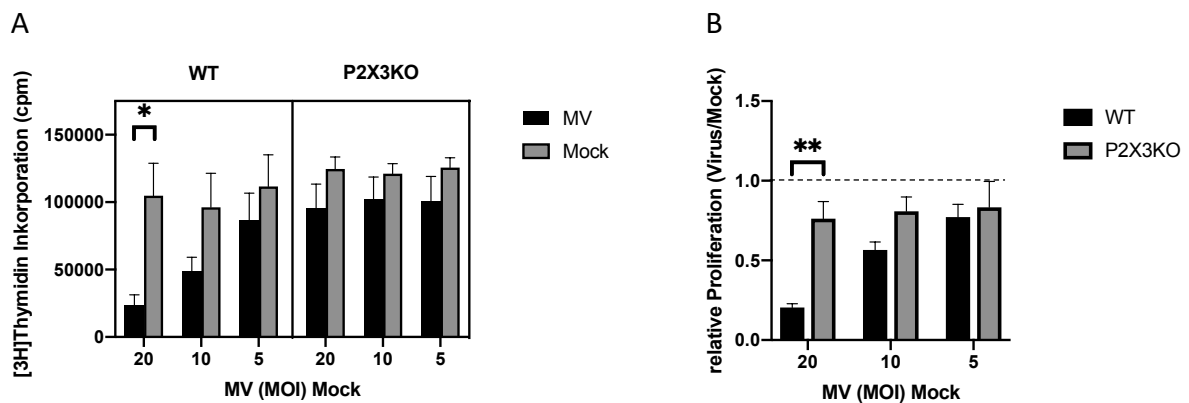 A
WT
P2X3KO
[3H]Thymidin Inkorporation (cpm)
150000
100000
50000
0
*
20
10
5
20
10
5
MV (MOI) Mock
MV
Mock
B
relative Proliferation (Virus/Mock)
1.5
1.0
0.5
0.0
**
20
10
5
MV (MOI) Mock
WT
P2X3KO